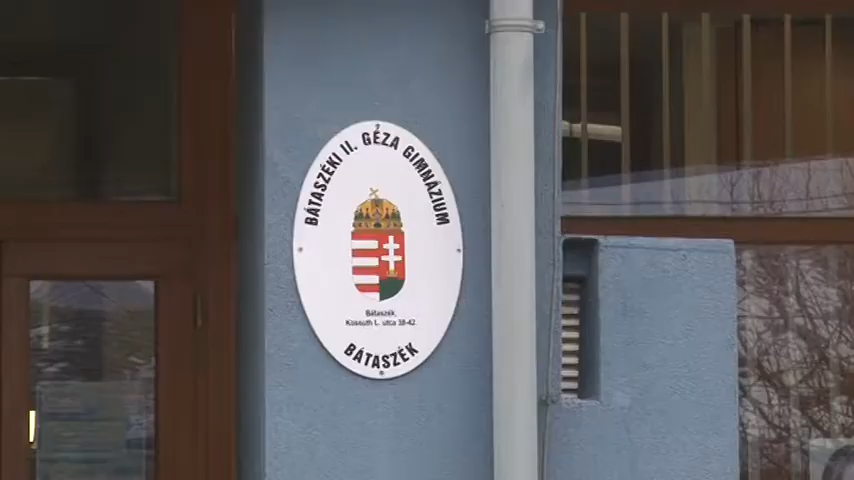 BÁTASZÉKI II. GÉZA GIMNÁZIUM
Bátaszék,
Kossuth L. utca 38-42.
BÁTASZÉK